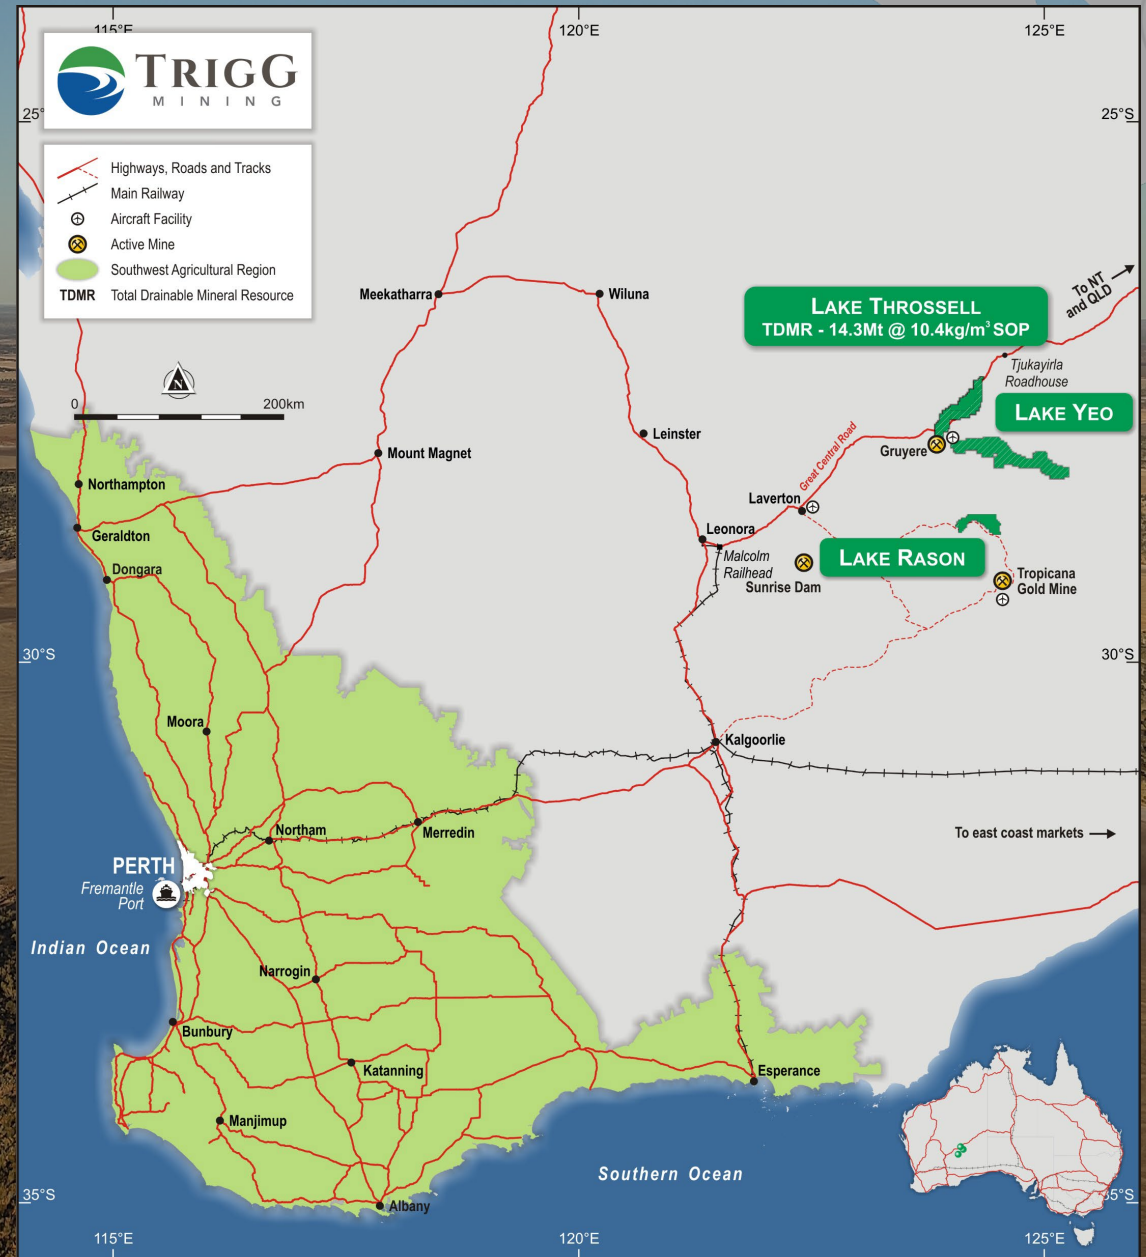 115°E
120°E
125°E
TRIGG
MINING
25°
25°S
Highways, Roads and Tracks
Main Railway
Aircraft Facility
Active Mine
Southwest Agricultural Region
TDMR Total Drainable Mineral Resource
To NT
and QLD
Meekatharra
Wiluna
LAKE THROSSELL
TDMR - 14.3Mt @ 10.4kg/m³ SOP
Tjukayirla
Roadhouse
N
0 200km
LAKE YEO
Leinster
Great Central Road
Gruyere
Mount Magnet
Northampton
Laverton
Geraldton
Leonora
Malcolm
Railhead
LAKE RASON
Dongara
Sunrise Dam
Tropicana
Gold Mine
30°S
30°S
Moora
Kalgoorlie
Northam
Merredin
To east coast markets
PERTH
Fremantle
Port
Indian Ocean
Narrogin
Bunbury
Katanning
Esperance
Manjimup
Southern Ocean
35°S
35°S
Albany
115°E
120°E
125°E